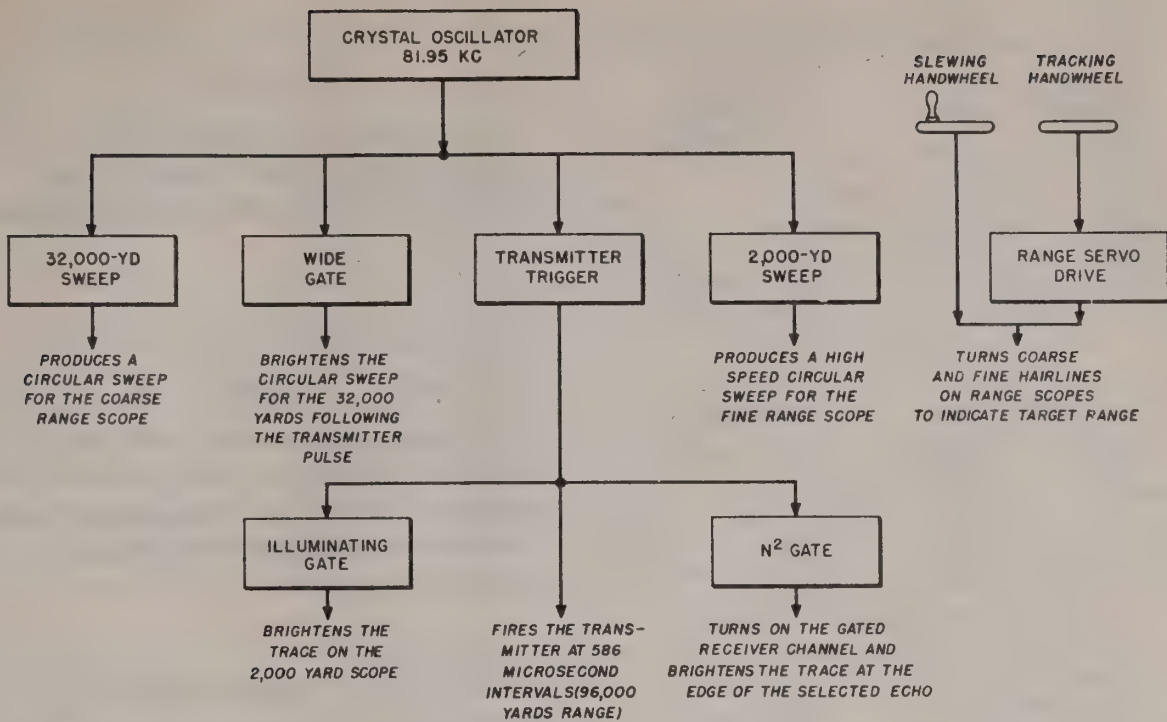 CRYSTAL OSCILLATOR
81.95 KC
SLEWING
HANDWHEEL
TRACKING
HANDWHEEL
32,000-YD
SWEEP
WIDE
GATE
TRANSMITTER
TRIGGER
2,000-YD
SWEEP
RANGE SERVO
DRIVE
PRODUCES A
CIRCULAR SWEEP
FOR THE COARSE
RANGE SCOPE
BRIGHTENS THE
CIRCULAR SWEEP
FOR THE 32,000
YARDS FOLLOWING
THE TRANSMITTER
PULSE
PRODUCES A HIGH
SPEED CIRCULAR
SWEEP FOR THE
FINE RANGE SCOPE
TURNS COARSE
AND FINE HAIRLINES
ON RANGE SCOPES
TO INDICATE TARGET RANGE
ILLUMINATING
GATE
N² GATE
BRIGHTENS THE
TRACE ON THE
2,000 YARD SCOPE
FIRES THE TRANS-
MITTER AT 586
MICROSECOND
INTERVALS(96,000
YARDS RANGE)
TURNS ON THE GATED
RECEIVER CHANNEL AND
BRIGHTENS THE TRACE AT THE
EDGE OF THE SELECTED ECHO